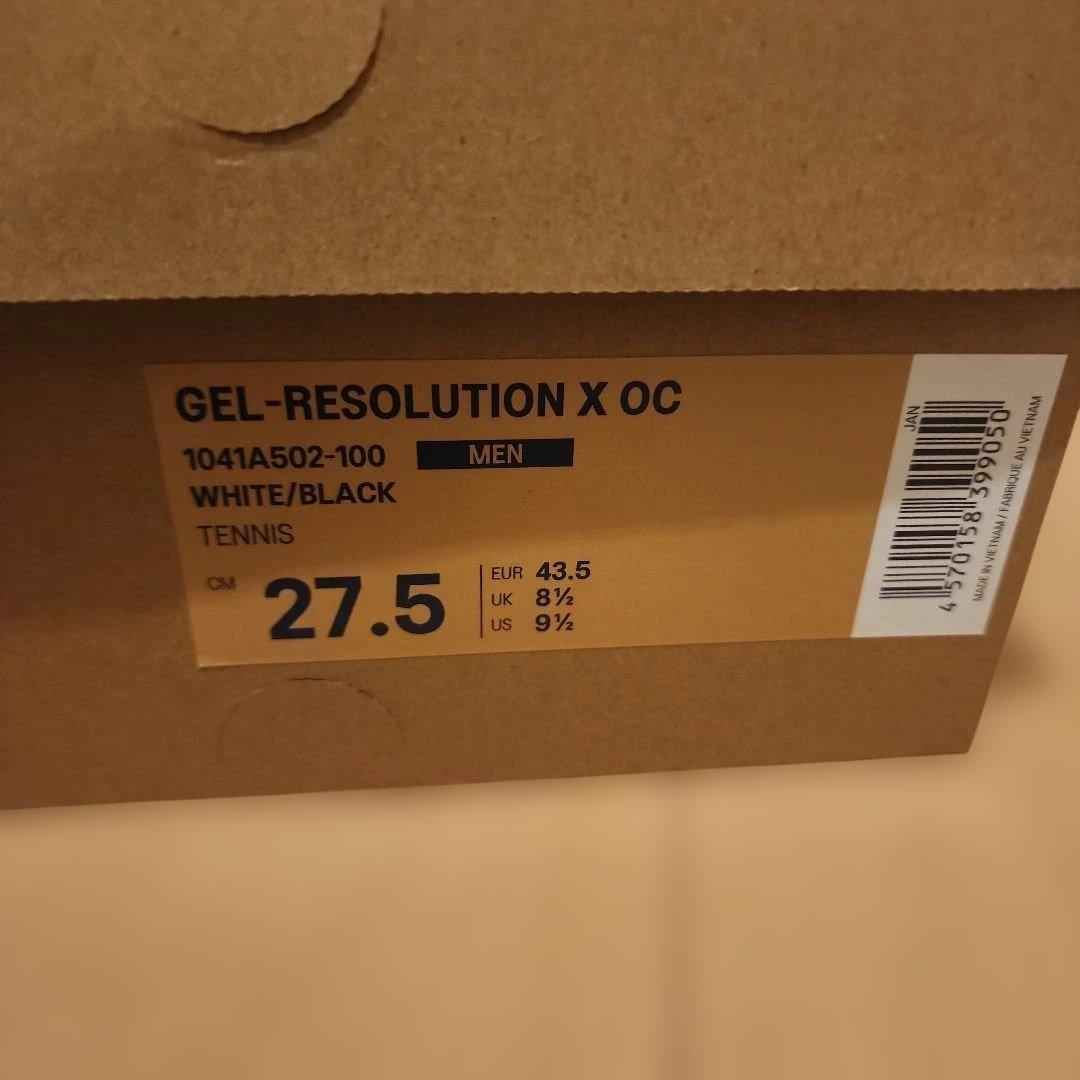 GEL-RESOLUTION X OC
1041A502-100 MEN
WHITE/BLACK
TENNIS
CM 27.5
EUR 43.5
UK 8½
US 9½
JAN
4 570158 399050
MADE IN VIETNAM / FABRIQUE AU VIETNAM